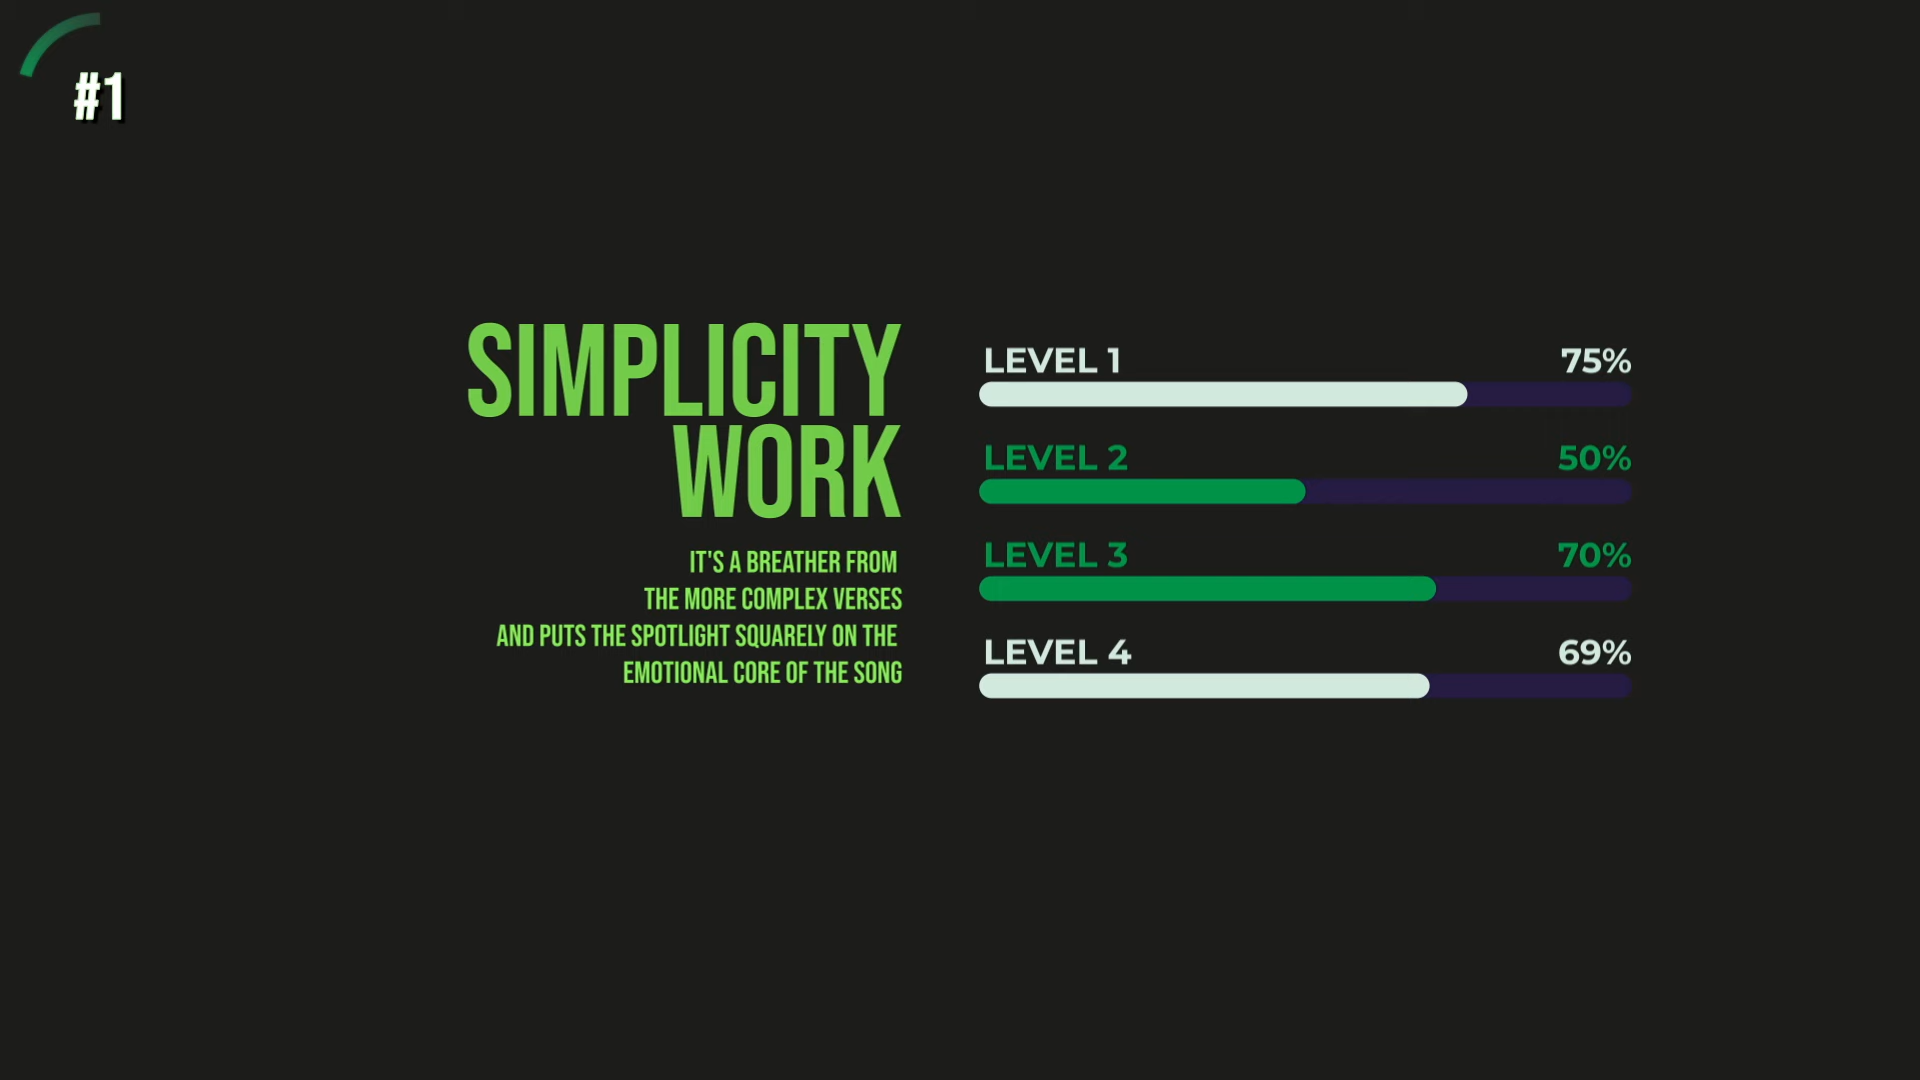 #1
SIMPLICITY
WORK
IT'S A BREATHER FROM
THE MORE COMPLEX VERSES
AND PUTS THE SPOTLIGHT SQUARELY ON THE
EMOTIONAL CORE OF THE SONG
LEVEL 1 75%
LEVEL 2 50%
LEVEL 3 70%
LEVEL 4 69%